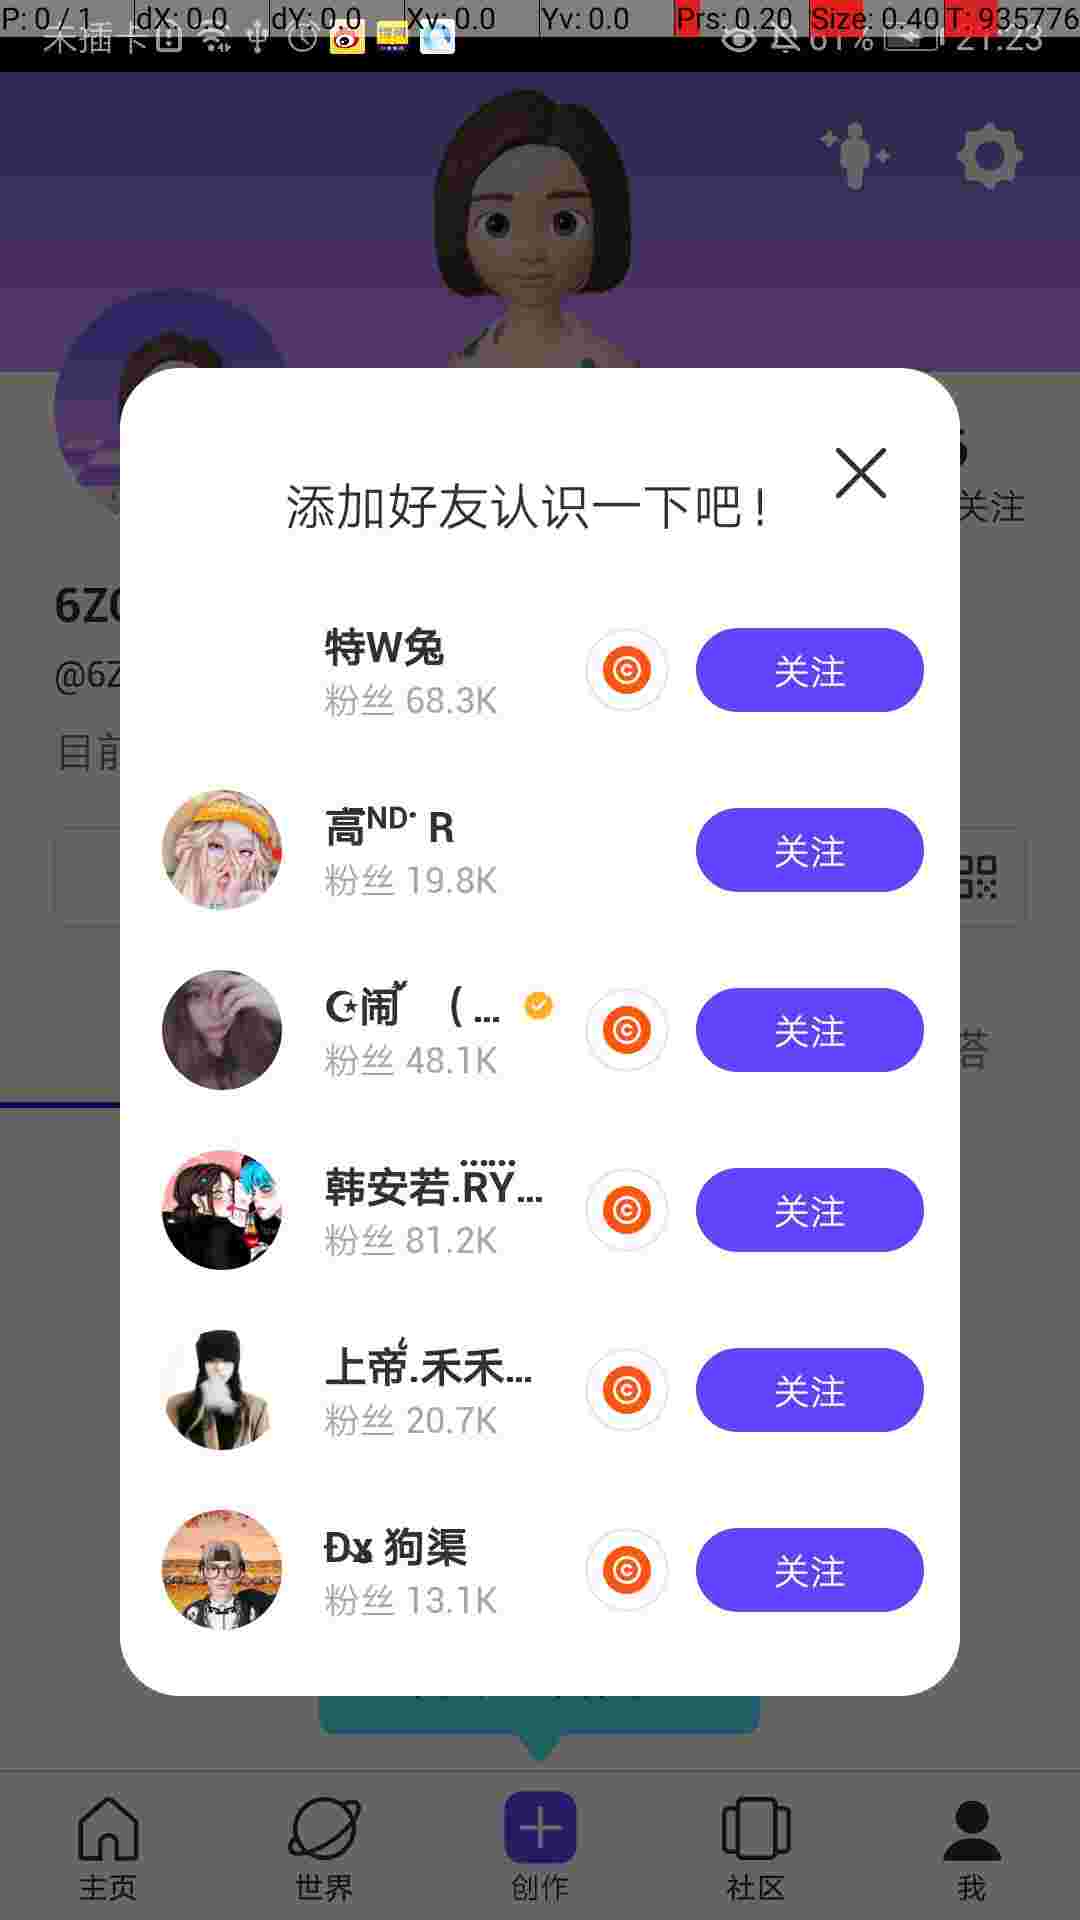 P: 0 / 1 dX: 0.0 dY: 0.0 Xv: 0.0 Yv: 0.0 Prs: 0.20 Size: 0.40 T: 935776
未插卡 61% 21:23
关注
添加好友认识一下吧！
6Z
@6Z
目前
特W兔
粉丝 68.3K
关注
高ᴺᴰ· R
粉丝 19.8K
关注
☪闹 （ ...
粉丝 48.1K
关注
韩安若.RY...
粉丝 81.2K
关注
上帝.禾禾...
粉丝 20.7K
关注
狗渠
粉丝 13.1K
关注
答
主页
世界
创作
社区
我